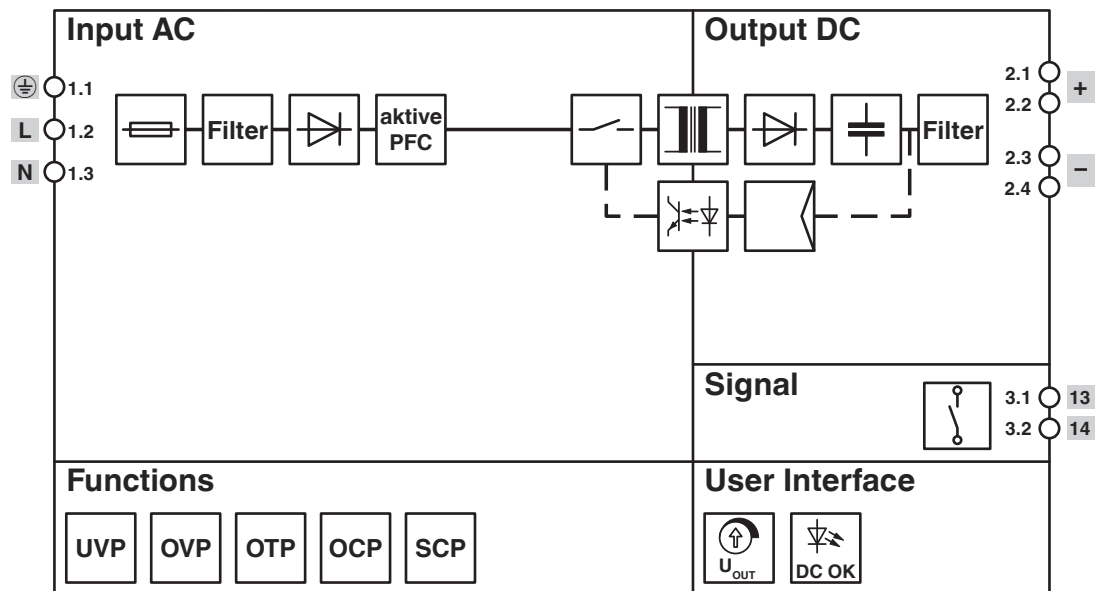 Input AC
Output DC
1.1
L
1.2
N
1.3
Filter
aktive
PFC
Filter
2.1
2.2
+
2.3
2.4
–
Signal
3.1
13
3.2
14
Functions
UVP
OVP
OTP
OCP
SCP
User Interface
UOUT
DC OK